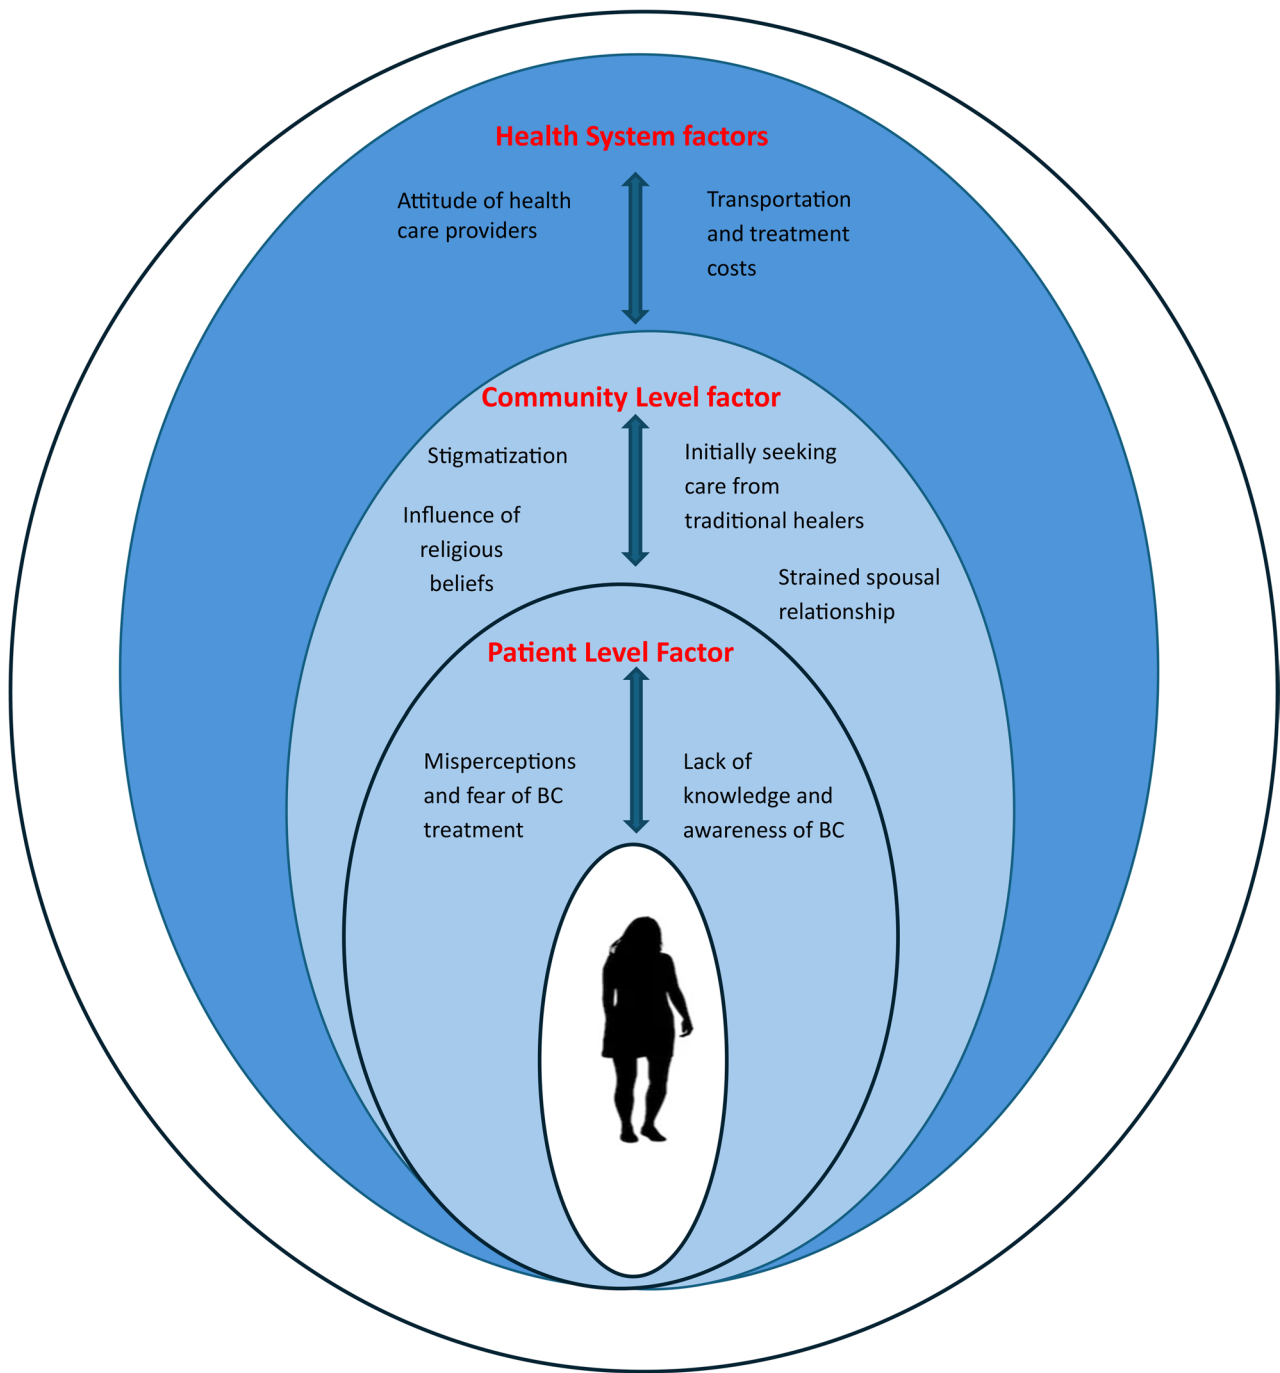 Health System factors
Attitude of health
care providers
Transportation
and treatment
costs
Community Level factor
Stigmatization
Influence of
religious
beliefs
Initially seeking
care from
traditional healers
Strained spousal
relationship
Patient Level Factor
Misperceptions
and fear of BC
treatment
Lack of
knowledge and
awareness of BC